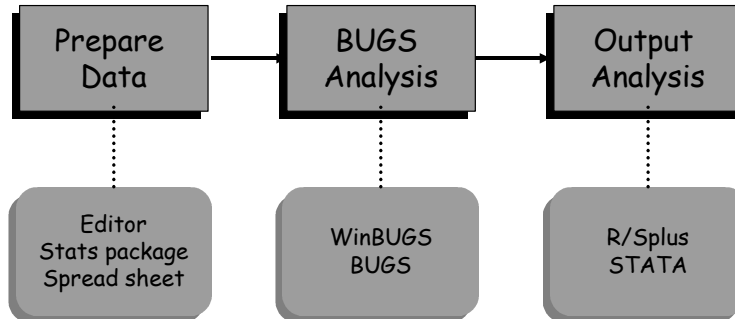 Prepare
Data
BUGS
Analysis
Output
Analysis
Editor
Stats package
Spread sheet
WinBUGS
BUGS
R/Splus
STATA